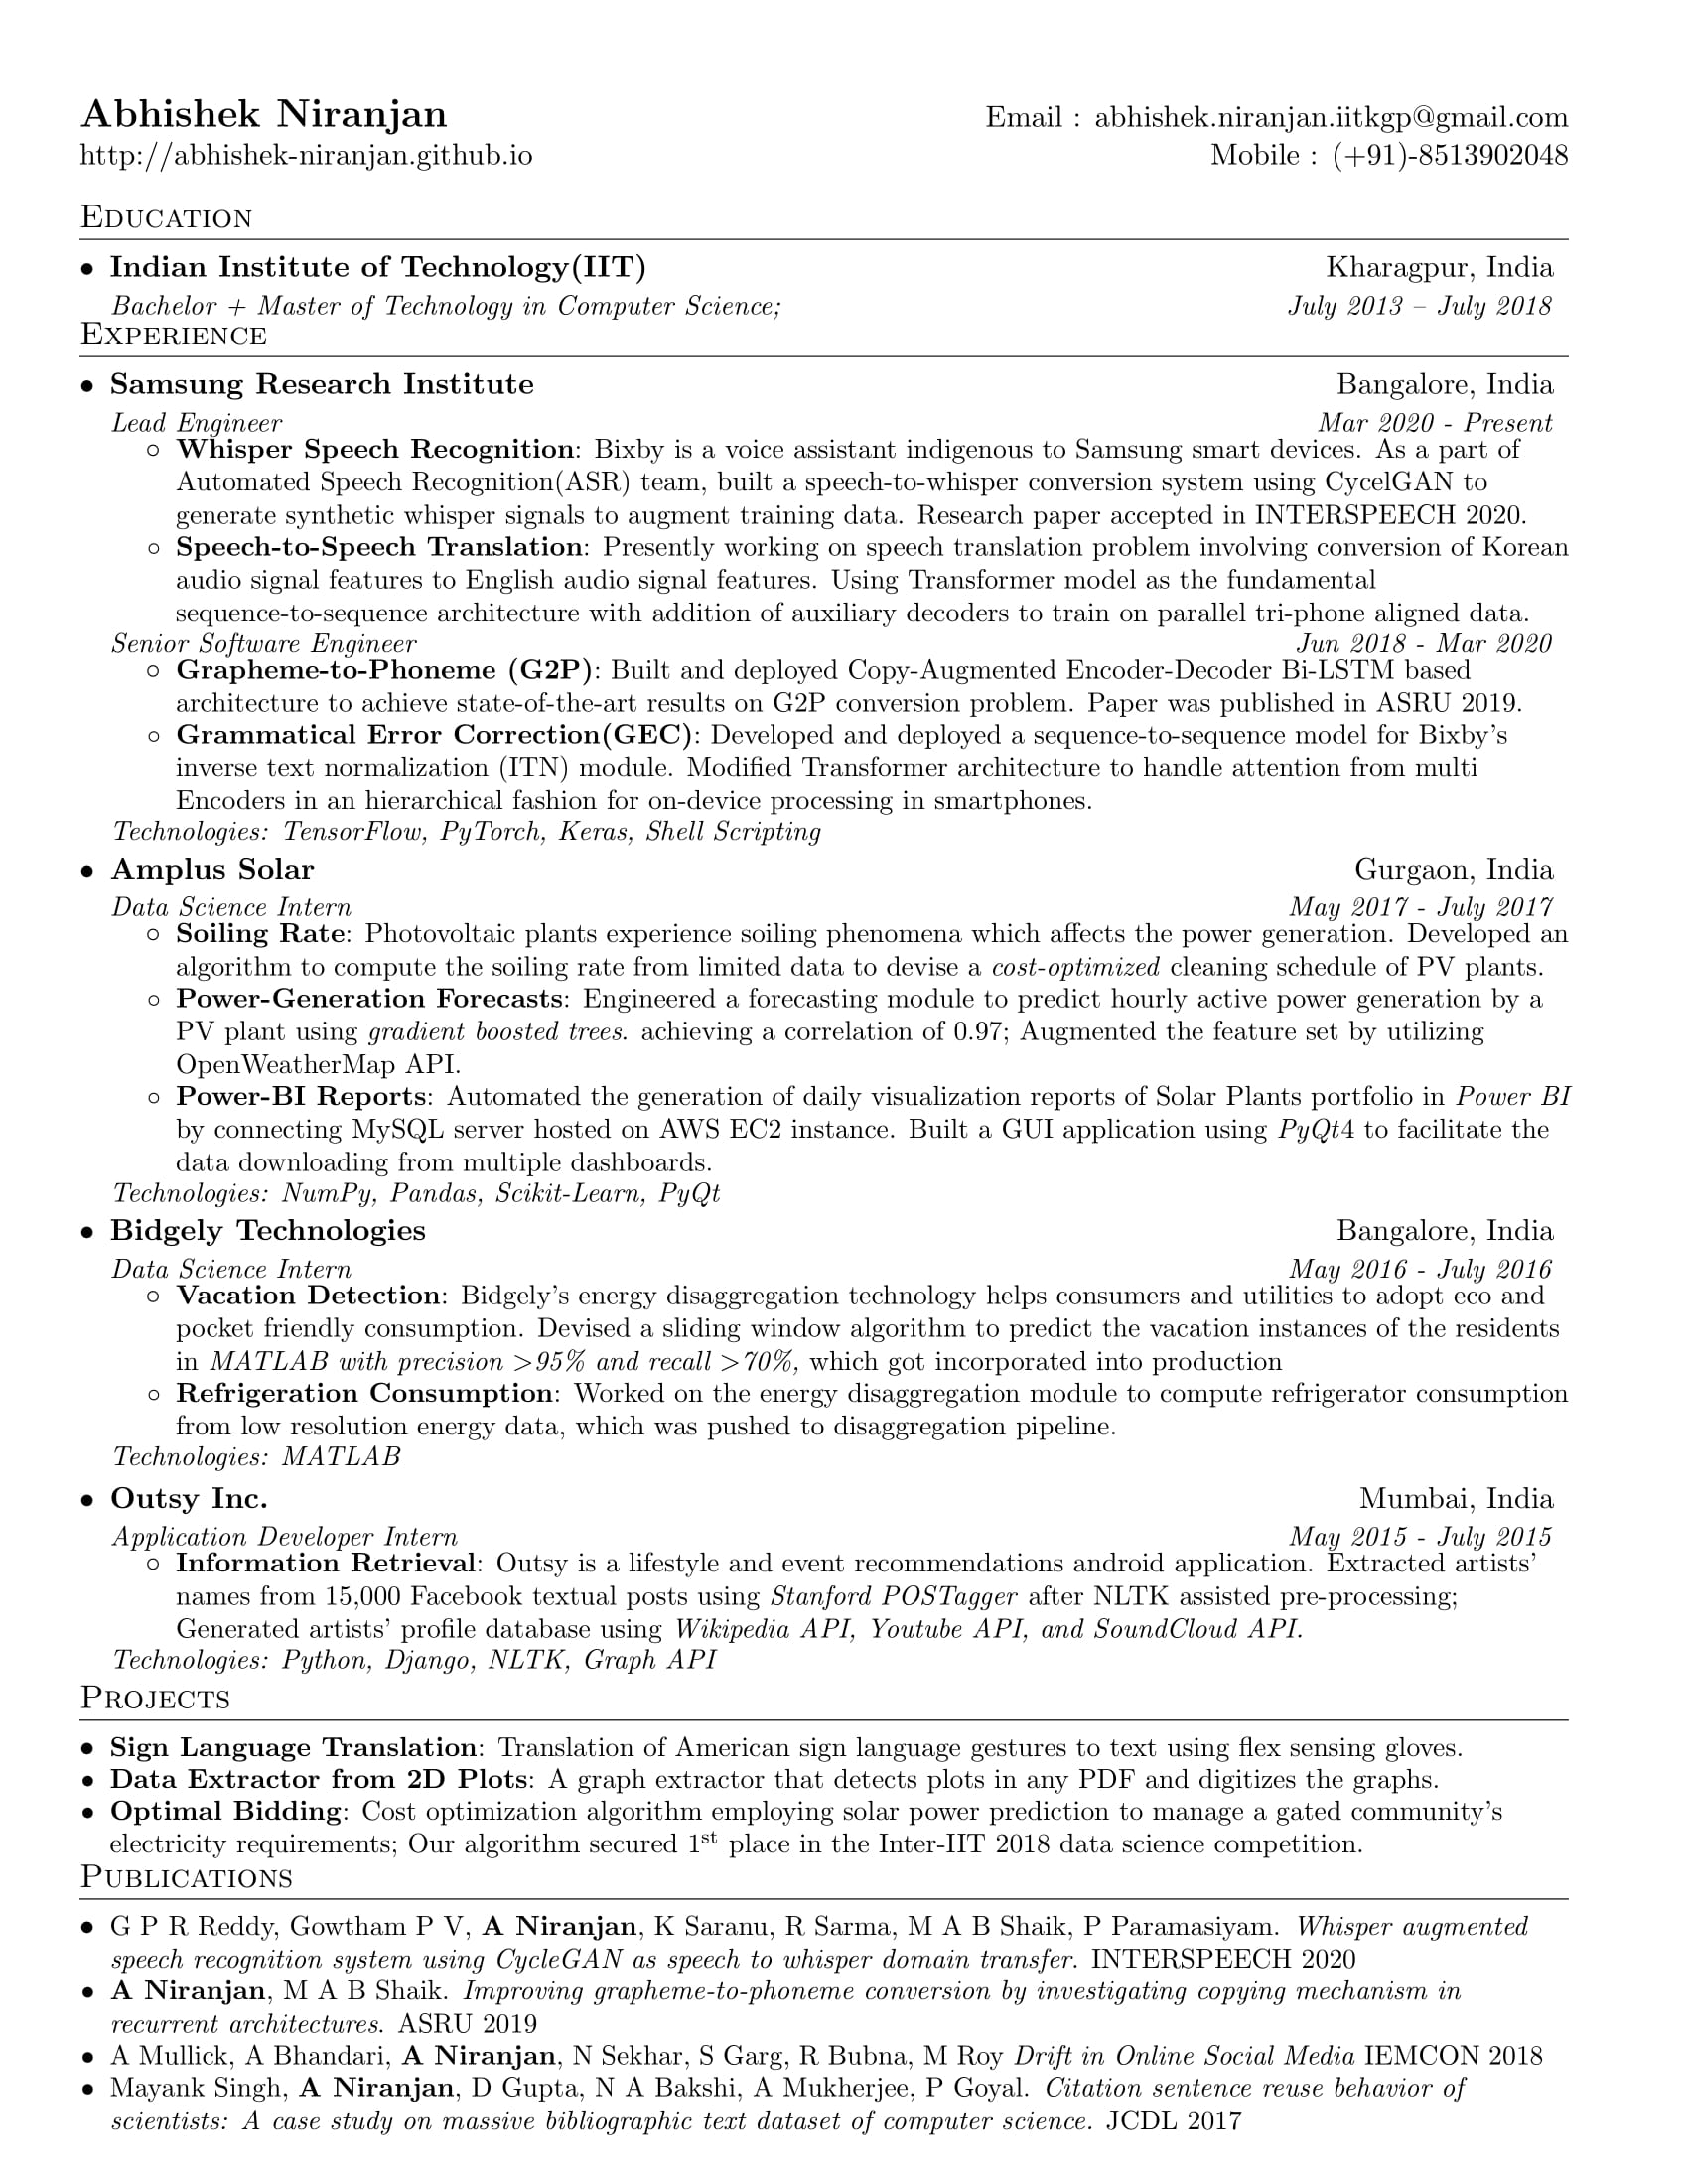 Abhishek Niranjan Email : abhishek.niranjan.iitkgp@gmail.com
http://abhishek-niranjan.github.io Mobile : (+91)-8513902048
Education
• Indian Institute of Technology(IIT) Kharagpur, India
Bachelor + Master of Technology in Computer Science; July 2013 – July 2018
Experience
• Samsung Research Institute Bangalore, India
Lead Engineer Mar 2020 - Present
◦ Whisper Speech Recognition: Bixby is a voice assistant indigenous to Samsung smart devices. As a part of
Automated Speech Recognition(ASR) team, built a speech-to-whisper conversion system using CycelGAN to
generate synthetic whisper signals to augment training data. Research paper accepted in INTERSPEECH 2020.
◦ Speech-to-Speech Translation: Presently working on speech translation problem involving conversion of Korean
audio signal features to English audio signal features. Using Transformer model as the fundamental
sequence-to-sequence architecture with addition of auxiliary decoders to train on parallel tri-phone aligned data.
Senior Software Engineer Jun 2018 - Mar 2020
◦ Grapheme-to-Phoneme (G2P): Built and deployed Copy-Augmented Encoder-Decoder Bi-LSTM based
architecture to achieve state-of-the-art results on G2P conversion problem. Paper was published in ASRU 2019.
◦ Grammatical Error Correction(GEC): Developed and deployed a sequence-to-sequence model for Bixby's
inverse text normalization (ITN) module. Modified Transformer architecture to handle attention from multi
Encoders in an hierarchical fashion for on-device processing in smartphones.
Technologies: TensorFlow, PyTorch, Keras, Shell Scripting
• Amplus Solar Gurgaon, India
Data Science Intern May 2017 - July 2017
◦ Soiling Rate: Photovoltaic plants experience soiling phenomena which affects the power generation. Developed an
algorithm to compute the soiling rate from limited data to devise a cost-optimized cleaning schedule of PV plants.
◦ Power-Generation Forecasts: Engineered a forecasting module to predict hourly active power generation by a
PV plant using gradient boosted trees. achieving a correlation of 0.97; Augmented the feature set by utilizing
OpenWeatherMap API.
◦ Power-BI Reports: Automated the generation of daily visualization reports of Solar Plants portfolio in Power BI
by connecting MySQL server hosted on AWS EC2 instance. Built a GUI application using PyQt4 to facilitate the
data downloading from multiple dashboards.
Technologies: NumPy, Pandas, Scikit-Learn, PyQt
• Bidgely Technologies Bangalore, India
Data Science Intern May 2016 - July 2016
◦ Vacation Detection: Bidgely's energy disaggregation technology helps consumers and utilities to adopt eco and
pocket friendly consumption. Devised a sliding window algorithm to predict the vacation instances of the residents
in MATLAB with precision >95% and recall >70%, which got incorporated into production
◦ Refrigeration Consumption: Worked on the energy disaggregation module to compute refrigerator consumption
from low resolution energy data, which was pushed to disaggregation pipeline.
Technologies: MATLAB
• Outsy Inc. Mumbai, India
Application Developer Intern May 2015 - July 2015
◦ Information Retrieval: Outsy is a lifestyle and event recommendations android application. Extracted artists'
names from 15,000 Facebook textual posts using Stanford POSTagger after NLTK assisted pre-processing;
Generated artists' profile database using Wikipedia API, Youtube API, and SoundCloud API.
Technologies: Python, Django, NLTK, Graph API
Projects
• Sign Language Translation: Translation of American sign language gestures to text using flex sensing gloves.
• Data Extractor from 2D Plots: A graph extractor that detects plots in any PDF and digitizes the graphs.
• Optimal Bidding: Cost optimization algorithm employing solar power prediction to manage a gated community's
electricity requirements; Our algorithm secured 1st place in the Inter-IIT 2018 data science competition.
Publications
• G P R Reddy, Gowtham P V, A Niranjan, K Saranu, R Sarma, M A B Shaik, P Paramasiyam. Whisper augmented
speech recognition system using CycleGAN as speech to whisper domain transfer. INTERSPEECH 2020
• A Niranjan, M A B Shaik. Improving grapheme-to-phoneme conversion by investigating copying mechanism in
recurrent architectures. ASRU 2019
• A Mullick, A Bhandari, A Niranjan, N Sekhar, S Garg, R Bubna, M Roy Drift in Online Social Media IEMCON 2018
• Mayank Singh, A Niranjan, D Gupta, N A Bakshi, A Mukherjee, P Goyal. Citation sentence reuse behavior of
scientists: A case study on massive bibliographic text dataset of computer science. JCDL 2017